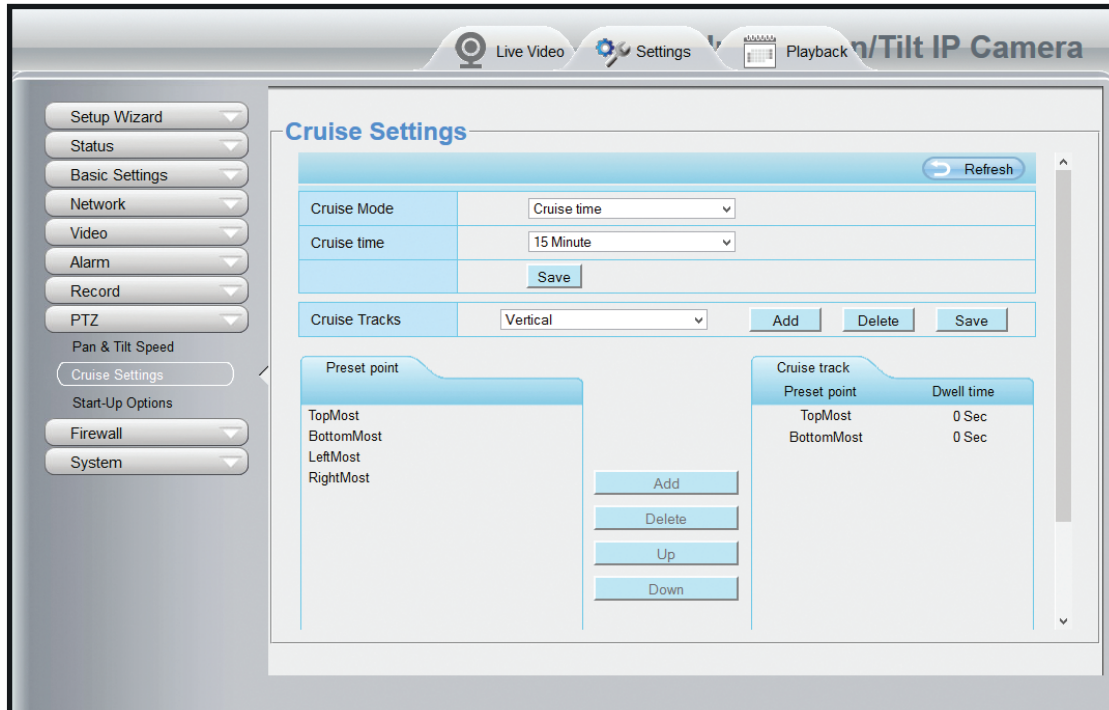 Live Video Settings Playback n/Tilt IP Camera
Setup Wizard
Status
Basic Settings
Network
Video
Alarm
Record
PTZ
Pan & Tilt Speed
Cruise Settings
Start-Up Options
Firewall
System
Cruise Settings
Refresh
Cruise Mode Cruise time
Cruise time 15 Minute
Save
Cruise Tracks Vertical Add Delete Save
Preset point
TopMost
BottomMost
LeftMost
RightMost
Add
Delete
Up
Down
Cruise track
Preset point Dwell time
TopMost 0 Sec
BottomMost 0 Sec